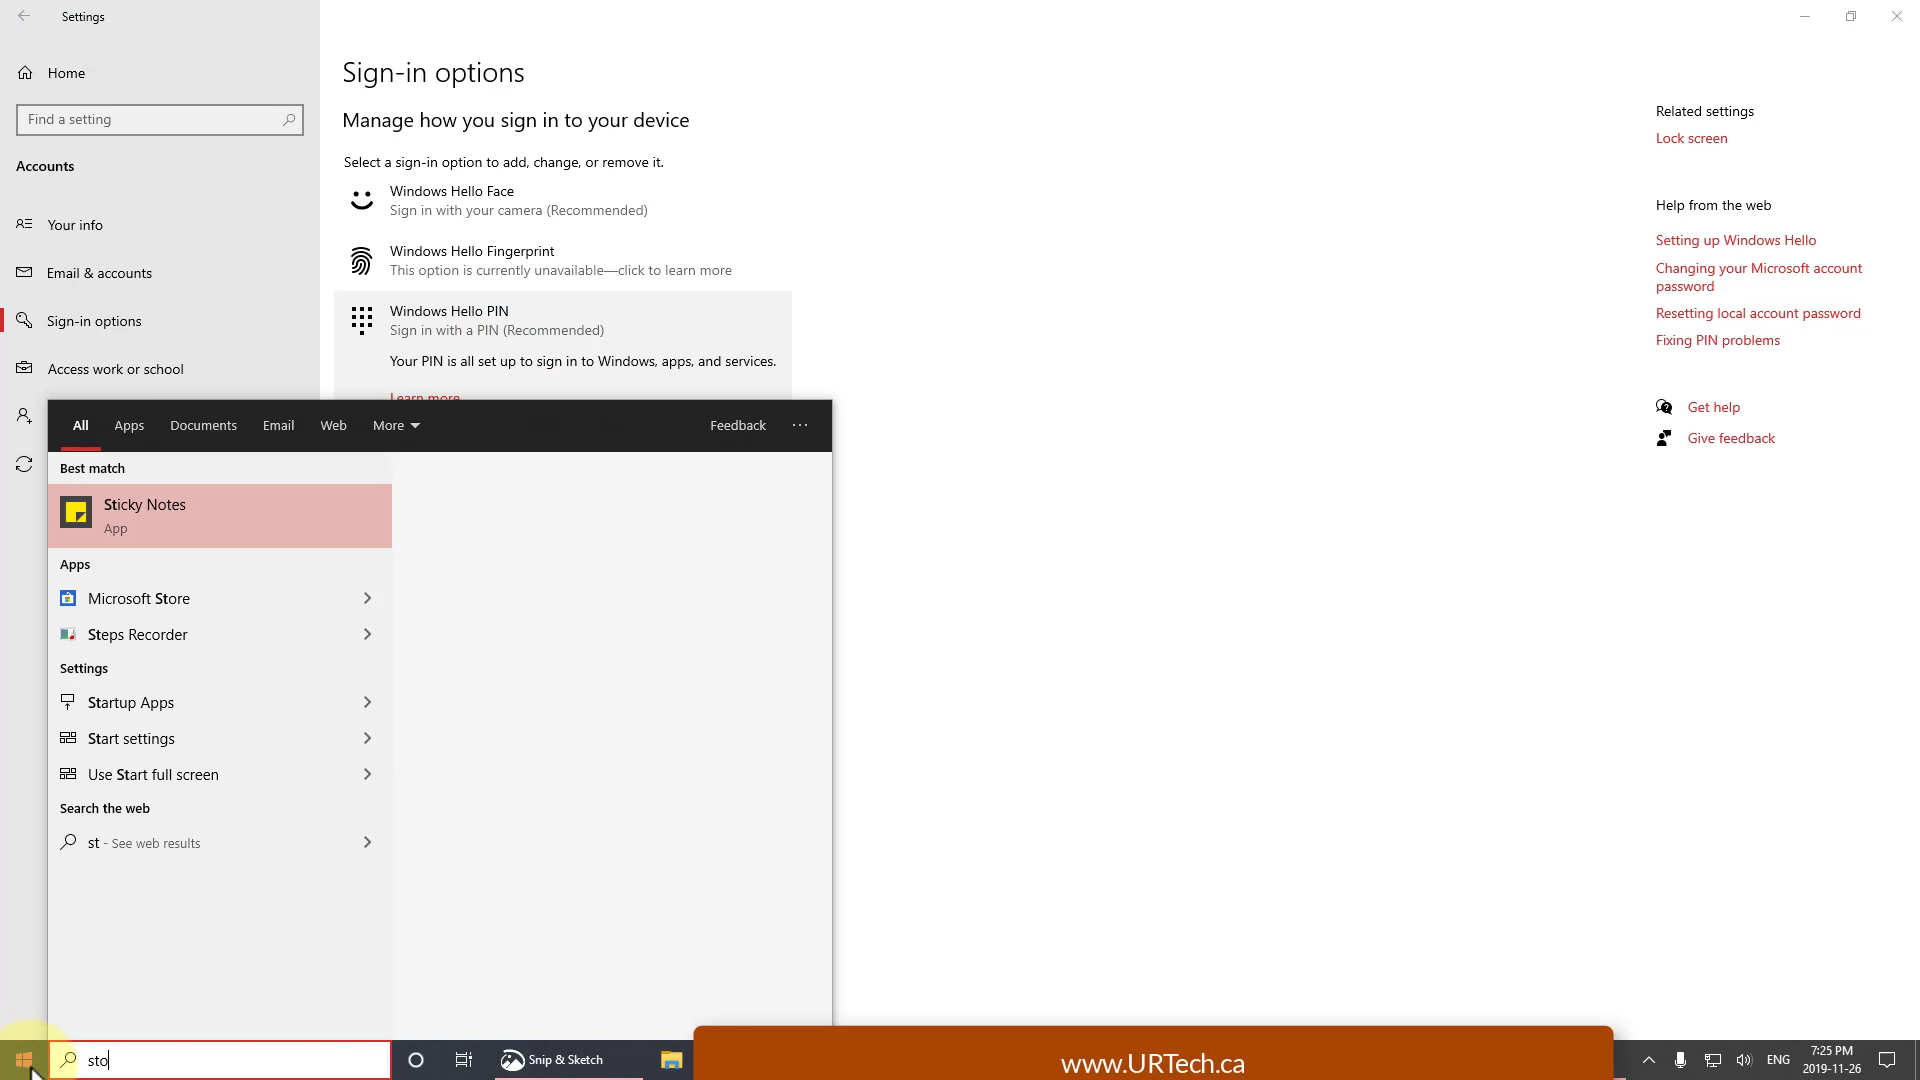 Settings
Home
Find a setting
Accounts
Your info
Email & accounts
Sign-in options
Access work or school
Sign-in options
Manage how you sign in to your device
Select a sign-in option to add, change, or remove it.
Windows Hello Face
Sign in with your camera (Recommended)
Windows Hello Fingerprint
This option is currently unavailable—click to learn more
Windows Hello PIN
Sign in with a PIN (Recommended)
Your PIN is all set up to sign in to Windows, apps, and services.
Learn more
Related settings
Lock screen
Help from the web
Setting up Windows Hello
Changing your Microsoft account
password
Resetting local account password
Fixing PIN problems
Get help
Give feedback
All Apps Documents Email Web More Feedback ...
Best match
Sticky Notes
App
Apps
Microsoft Store
Steps Recorder
Settings
Startup Apps
Start settings
Use Start full screen
Search the web
st - See web results
sto
Snip & Sketch
www.URTech.ca
ENG
7:25 PM
2019-11-26